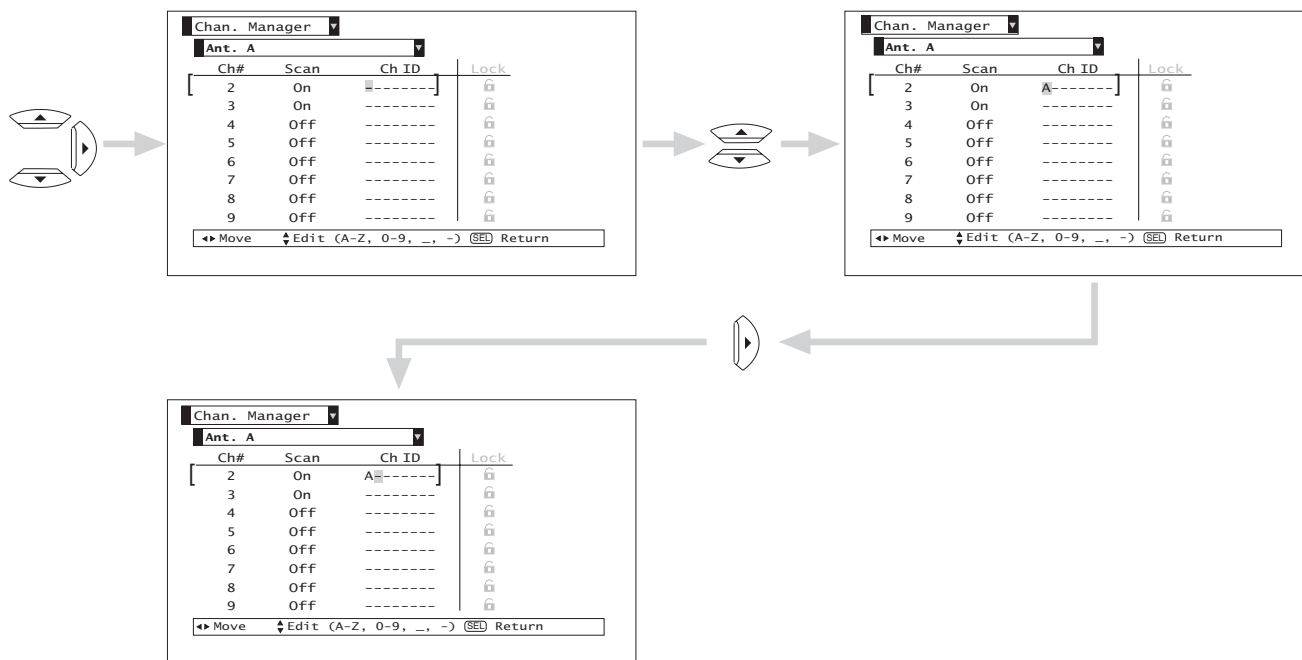 Chan. Manager
Ant. A
Ch# Scan Ch ID Lock
2 On --------
3 On --------
4 Off --------
5 Off --------
6 Off --------
7 Off --------
8 Off --------
9 Off --------
Move Edit (A-Z, 0-9, _, -) SEL Return
Chan. Manager
Ant. A
Ch# Scan Ch ID Lock
2 On A-------
3 On --------
4 Off --------
5 Off --------
6 Off --------
7 Off --------
8 Off --------
9 Off --------
Move Edit (A-Z, 0-9, _, -) SEL Return
Chan. Manager
Ant. A
Ch# Scan Ch ID Lock
2 On A-------
3 On --------
4 Off --------
5 Off --------
6 Off --------
7 Off --------
8 Off --------
9 Off --------
Move Edit (A-Z, 0-9, _, -) SEL Return